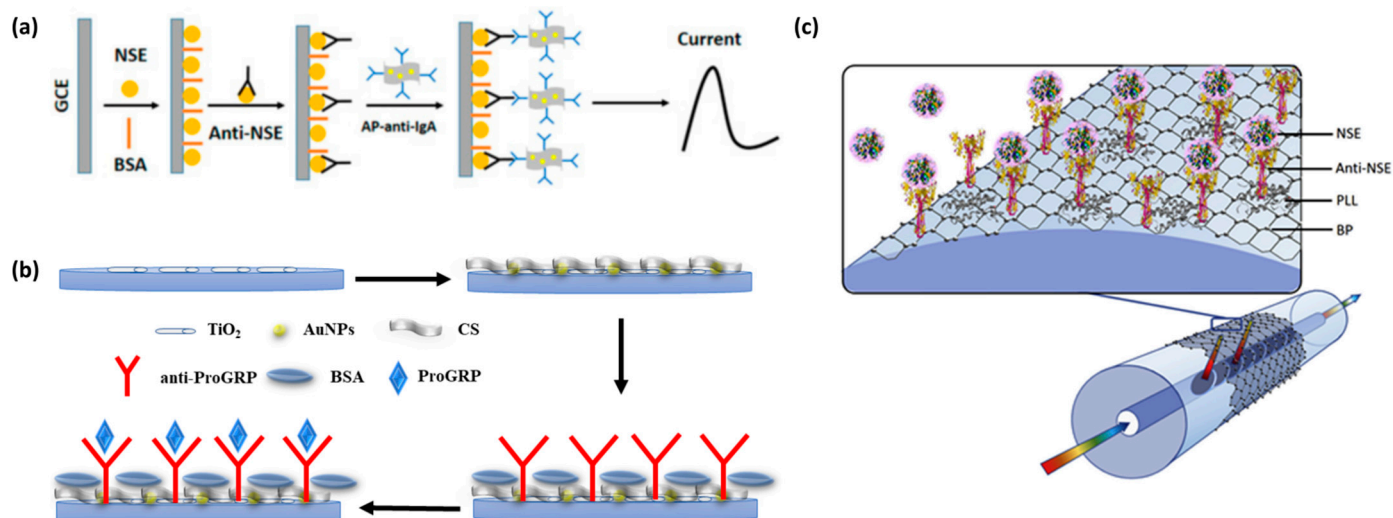 (a)
GCE
NSE
BSA
Anti-NSE
AP-anti-IgA
Current
(b)
TiO₂
AuNPs
CS
anti-ProGRP
BSA
ProGRP
(c)
NSE
Anti-NSE
PLL
BP